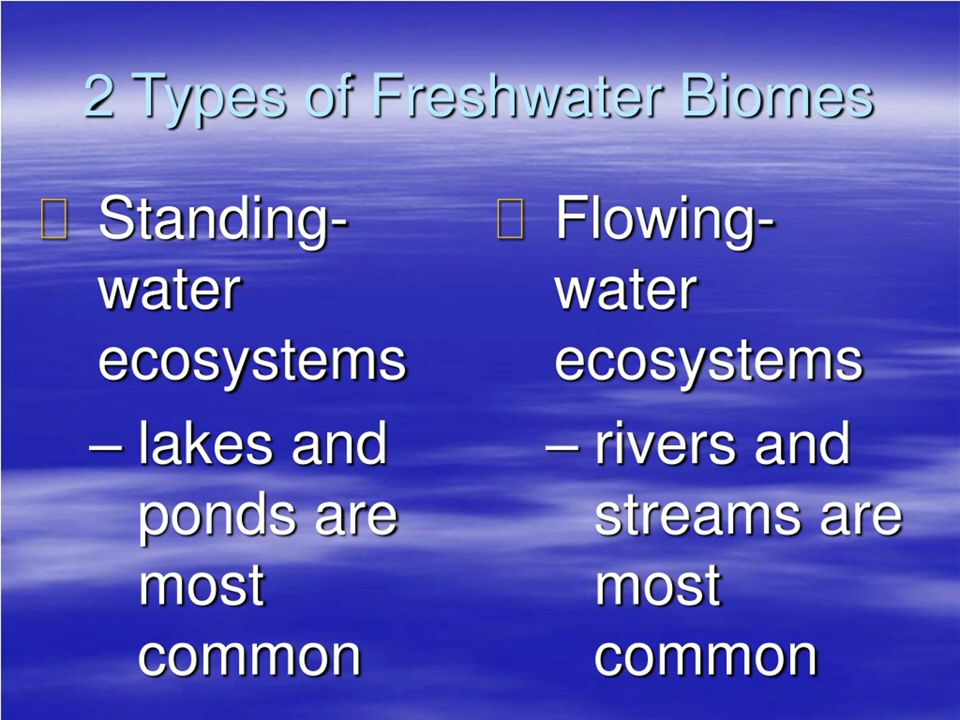 2 Types of Freshwater Biomes
Standing-
water
ecosystems
– lakes and
ponds are
most
common
Flowing-
water
ecosystems
– rivers and
streams are
most
common